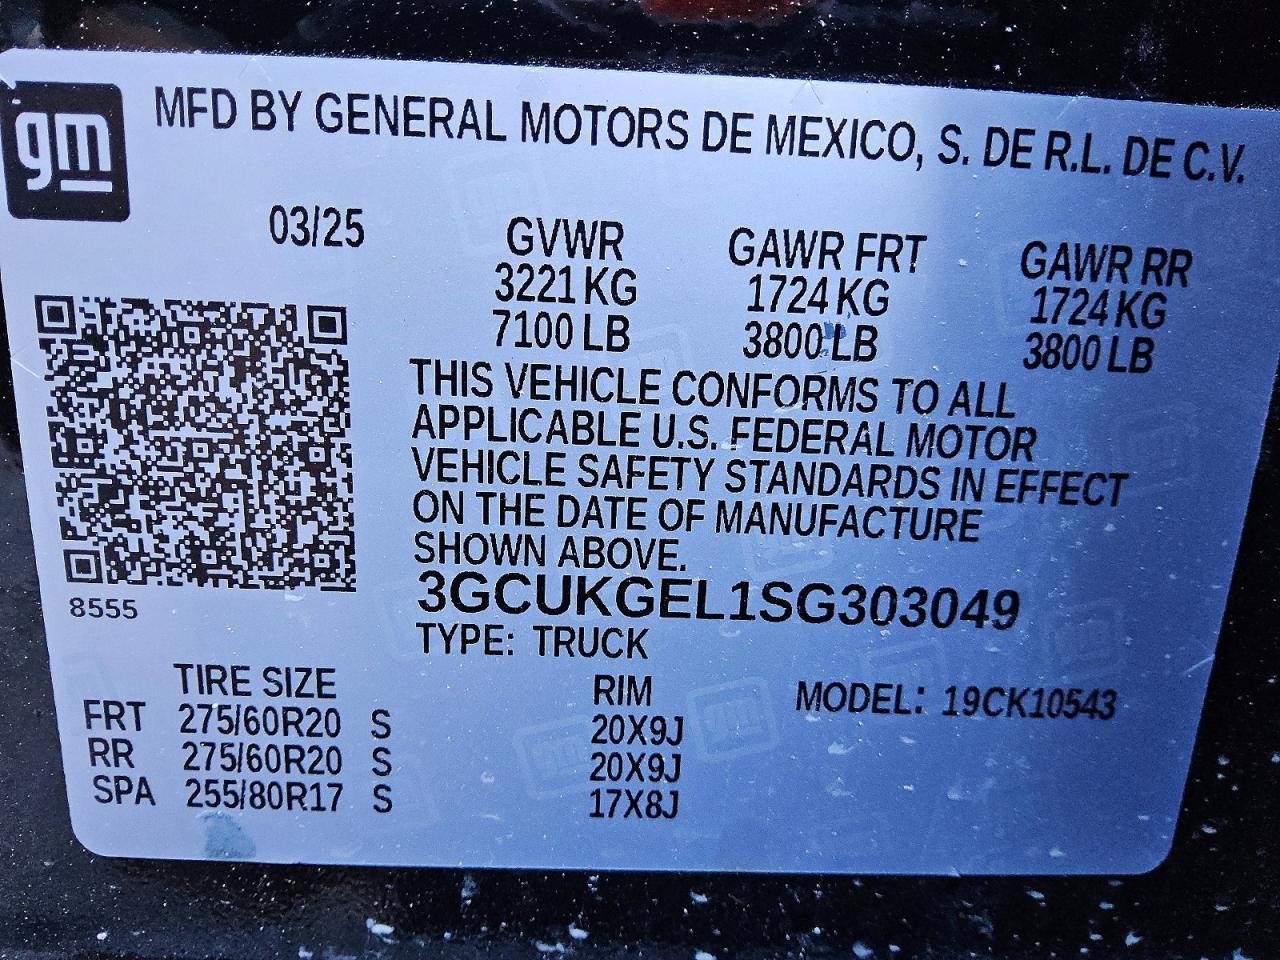 gm
MFD BY GENERAL MOTORS DE MEXICO, S. DE R.L. DE C.V.
03/25 GVWR GAWR FRT GAWR RR
3221 KG 1724 KG 1724 KG
7100 LB 3800 LB 3800 LB
THIS VEHICLE CONFORMS TO ALL
APPLICABLE U.S. FEDERAL MOTOR
VEHICLE SAFETY STANDARDS IN EFFECT
ON THE DATE OF MANUFACTURE
SHOWN ABOVE.
8555 3GCUKGEL1SG303049
TYPE: TRUCK
TIRE SIZE RIM MODEL: 19CK10543
FRT 275/60R20 S 20X9J
RR 275/60R20 S 20X9J
SPA 255/80R17 S 17X8J